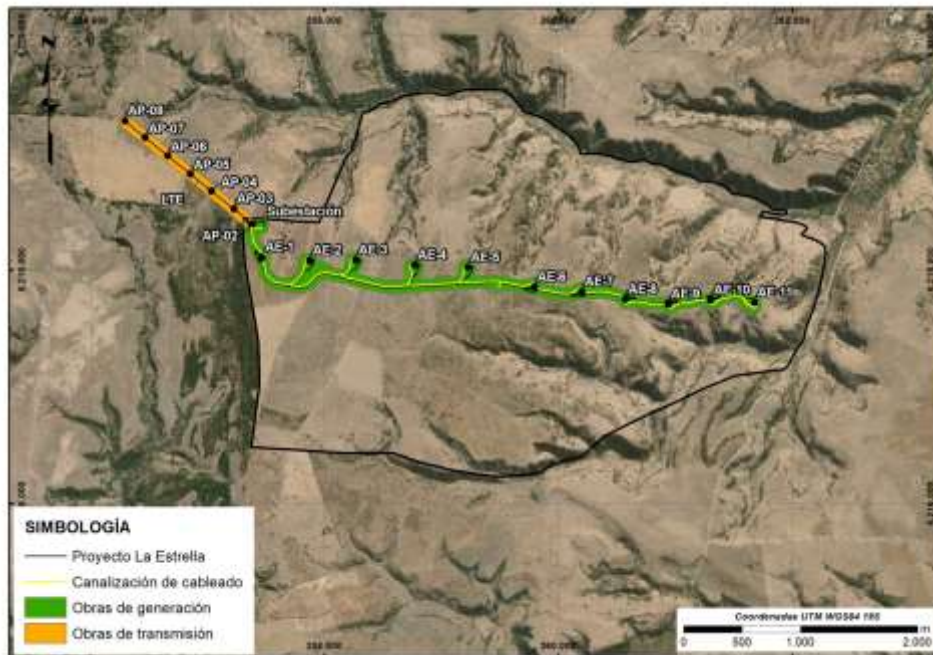 AP-08
AP-07
AP-06
AP-05
AP-04
LTE
AP-03
Subestación
AP-02
AE-1
AE-2
AE-3
AE-4
AE-5
AE-6
AE-7
AE-8
AE-9
AE-10
AE-11
SIMBOLOGÍA
Proyecto La Estrella
Canalización de cableado
Obras de generación
Obras de transmisión
Coordenadas UTM WGS84 18S
m
0 500 1.000 2.000